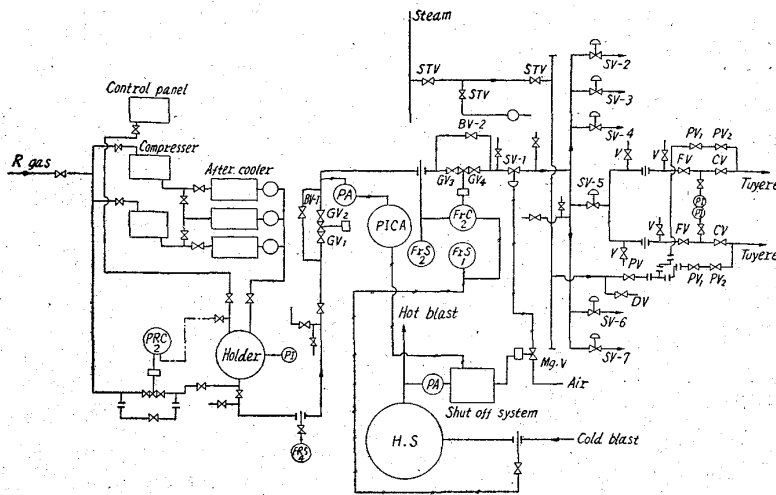 Steam
STV
STV
STV
BV-2
SV-1
GV3
GV4
FrC
2
FrS
2
FrS
1
SV-2
SV-3
SV-4
SV-5
SV-6
SV-7
V
V
V
V
PV1
PV2
FV
CV
Tuyere
PI
PI
FV
CV
Tuyere
PV
PV1
PV2
DV
Control panel
R gas
Compresser
After cooler
BV-1
PA
GV2
GV1
PICA
PRC
2
Holder
PI
FRS
4
Hot blast
PA
Shut off system
Mg.V
Air
H.S
Cold blast